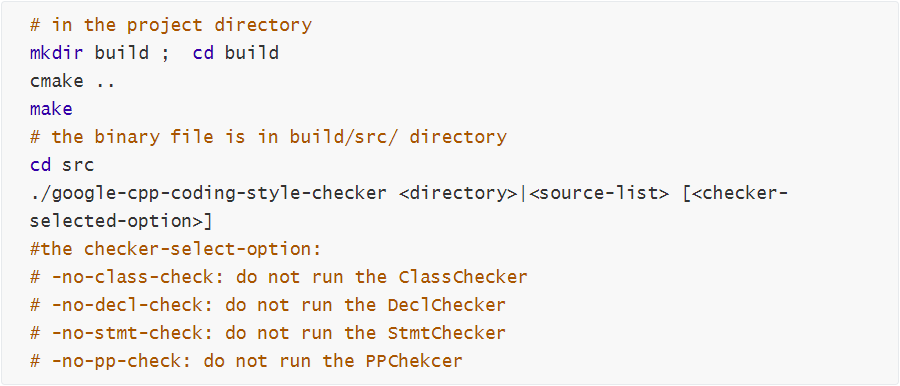 # in the project directory
mkdir build ;  cd build
cmake ..
make
# the binary file is in build/src/ directory
cd src
./google-cpp-coding-style-checker <directory>|<source-list> [<checker-
selected-option>]
#the checker-select-option:
# -no-class-check: do not run the ClassChecker
# -no-decl-check: do not run the DeclChecker
# -no-stmt-check: do not run the StmtChecker
# -no-pp-check: do not run the PPChekcer